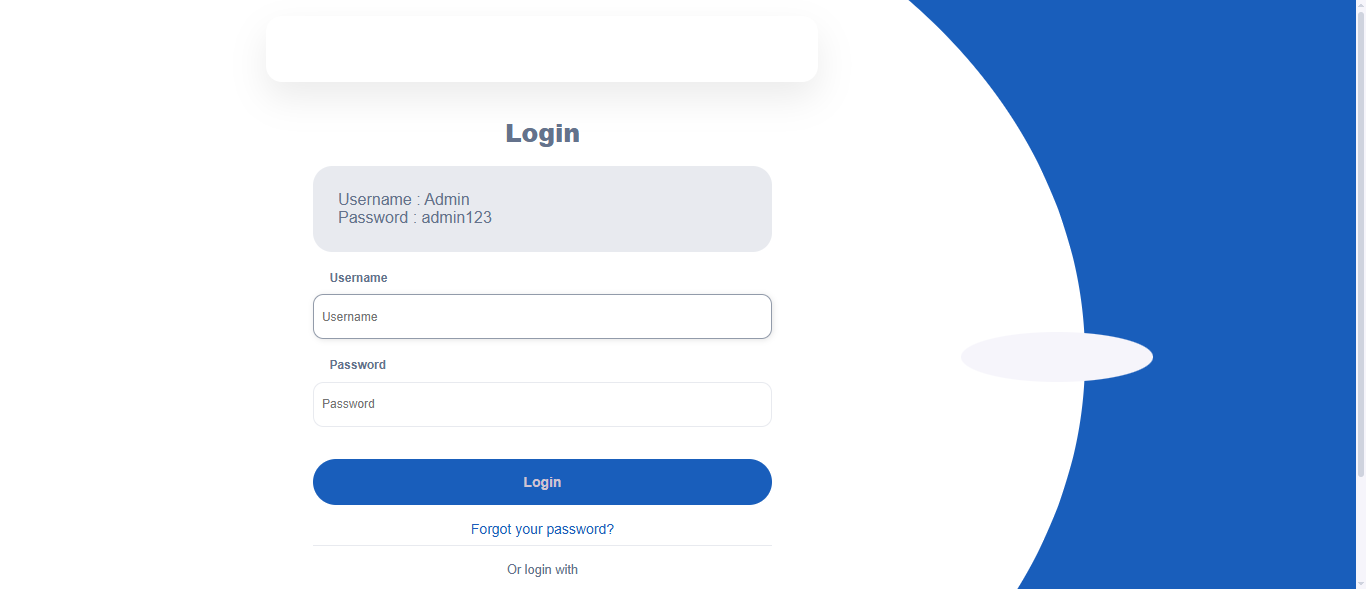 Login
Username : Admin
Password : admin123
Username
Username
Password
Password
Login
Forgot your password?
Or login with